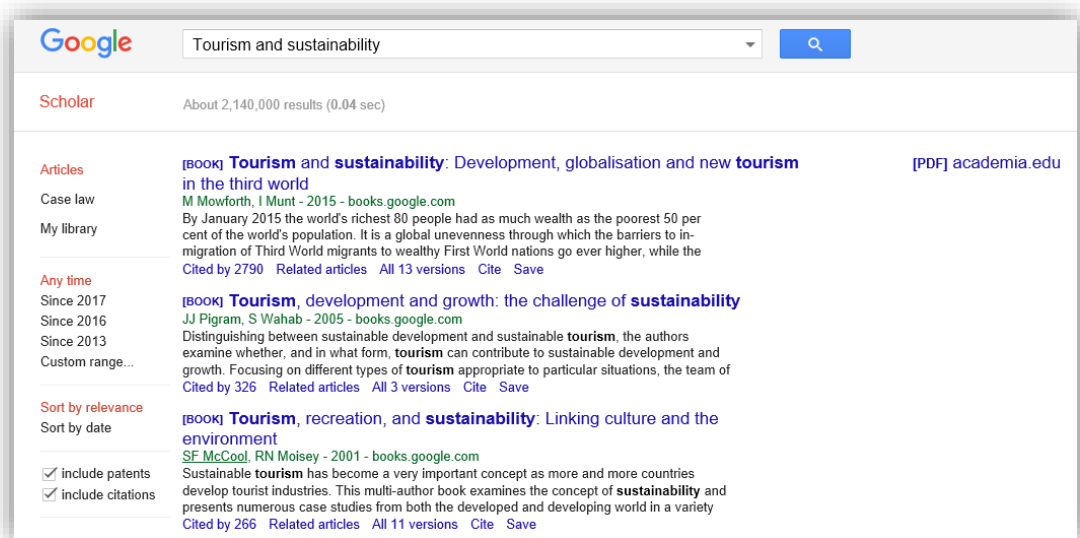 Google
Tourism and sustainability
Scholar
About 2,140,000 results (0.04 sec)
Articles
Case law
My library
Any time
Since 2017
Since 2016
Since 2013
Custom range...
Sort by relevance
Sort by date
include patents
include citations
[BOOK] Tourism and sustainability: Development, globalisation and new tourism
in the third world
M Mowforth, I Munt - 2015 - books.google.com
By January 2015 the world's richest 80 people had as much wealth as the poorest 50 per
cent of the world's population. It is a global unevenness through which the barriers to in-
migration of Third World migrants to wealthy First World nations go ever higher, while the
Cited by 2790 Related articles All 13 versions Cite Save
[PDF] academia.edu
[BOOK] Tourism, development and growth: the challenge of sustainability
JJ Pigram, S Wahab - 2005 - books.google.com
Distinguishing between sustainable development and sustainable tourism, the authors
examine whether, and in what form, tourism can contribute to sustainable development and
growth. Focusing on different types of tourism appropriate to particular situations, the team of
Cited by 326 Related articles All 3 versions Cite Save
[BOOK] Tourism, recreation, and sustainability: Linking culture and the
environment
SF McCool, RN Moisey - 2001 - books.google.com
Sustainable tourism has become a very important concept as more and more countries
develop tourist industries. This multi-author book examines the concept of sustainability and
presents numerous case studies from both the developed and developing world in a variety
Cited by 266 Related articles All 11 versions Cite Save